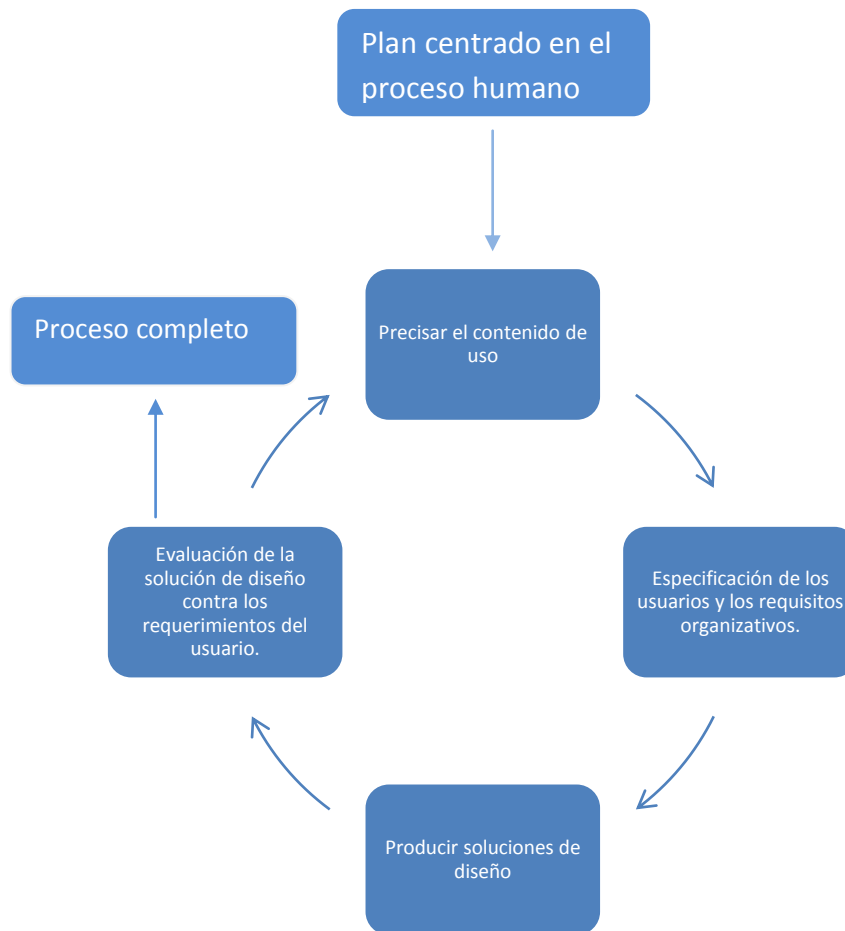 Plan centrado en el
proceso humano
Precisar el contenido de
uso
Proceso completo
Evaluación de la
solución de diseño
contra los
requerimientos del
usuario.
Especificación de los
usuarios y los requisitos
organizativos.
Producir soluciones de
diseño